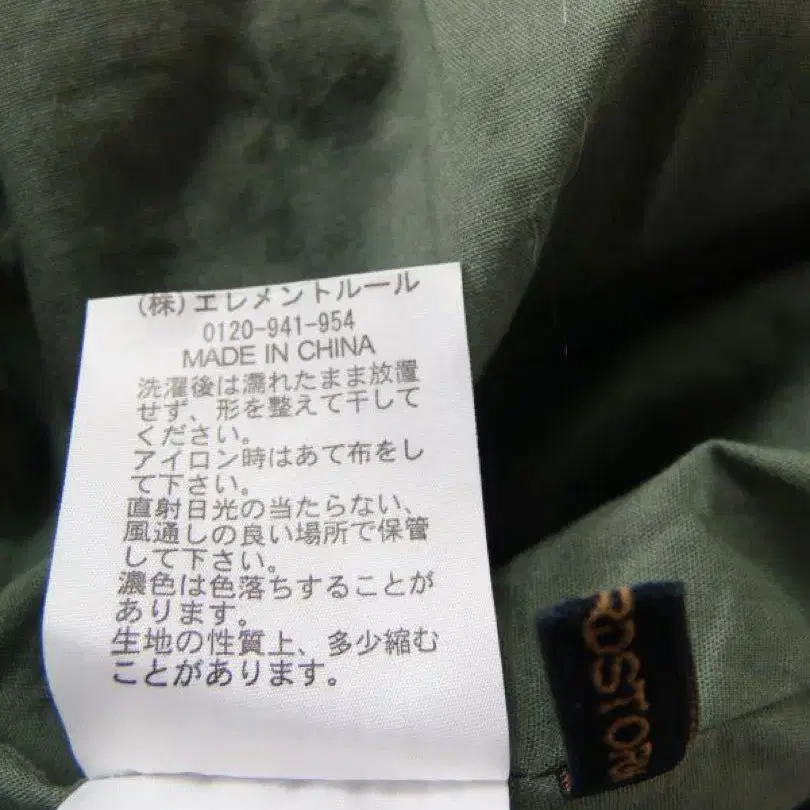 (株)エレメントルール
0120-941-954
MADE IN CHINA
洗濯後は濡れたまま放置
せず、形を整えて干して
ください。
アイロン時はあて布をし
て下さい。
直射日光の当たらない、
風通しの良い場所で保管
して下さい。
濃色は色落ちすることが
あります。
生地の性質上、多少縮む
ことがあります。
RDSTOR